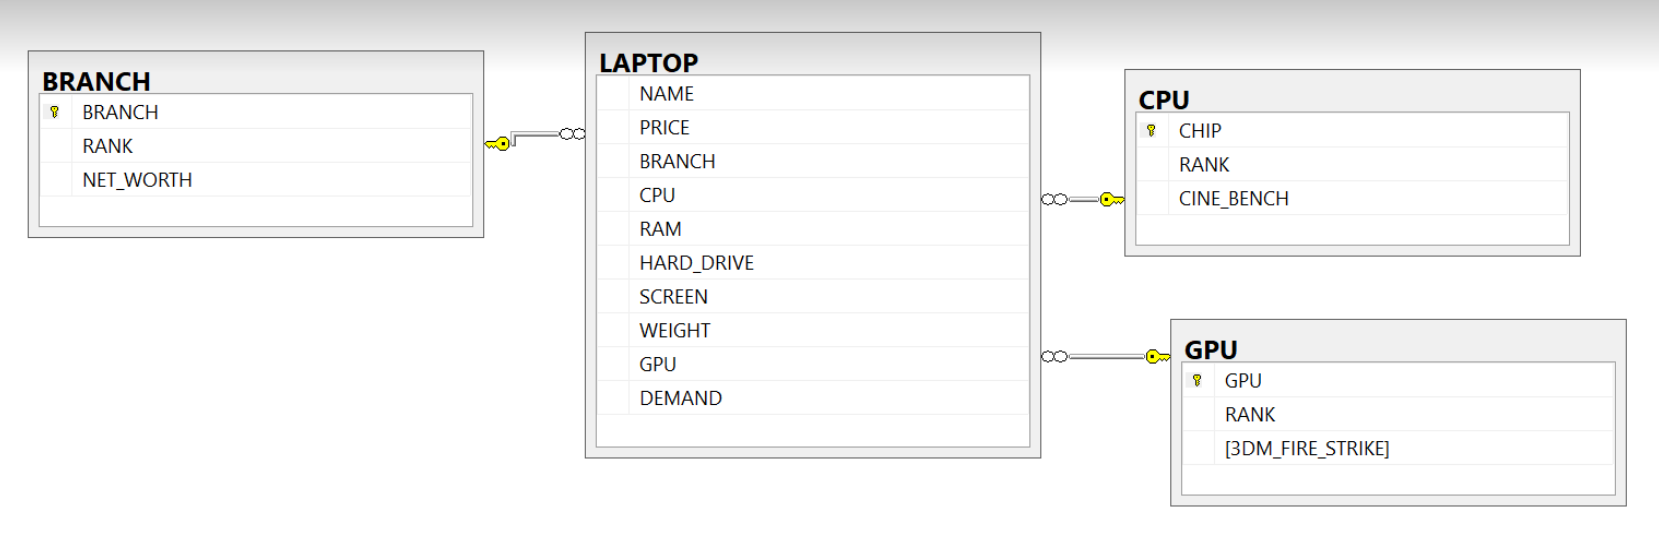 BRANCH
BRANCH
RANK
NET_WORTH
LAPTOP
NAME
PRICE
BRANCH
CPU
RAM
HARD_DRIVE
SCREEN
WEIGHT
GPU
DEMAND
CPU
CHIP
RANK
CINE_BENCH
GPU
GPU
RANK
[3DM_FIRE_STRIKE]